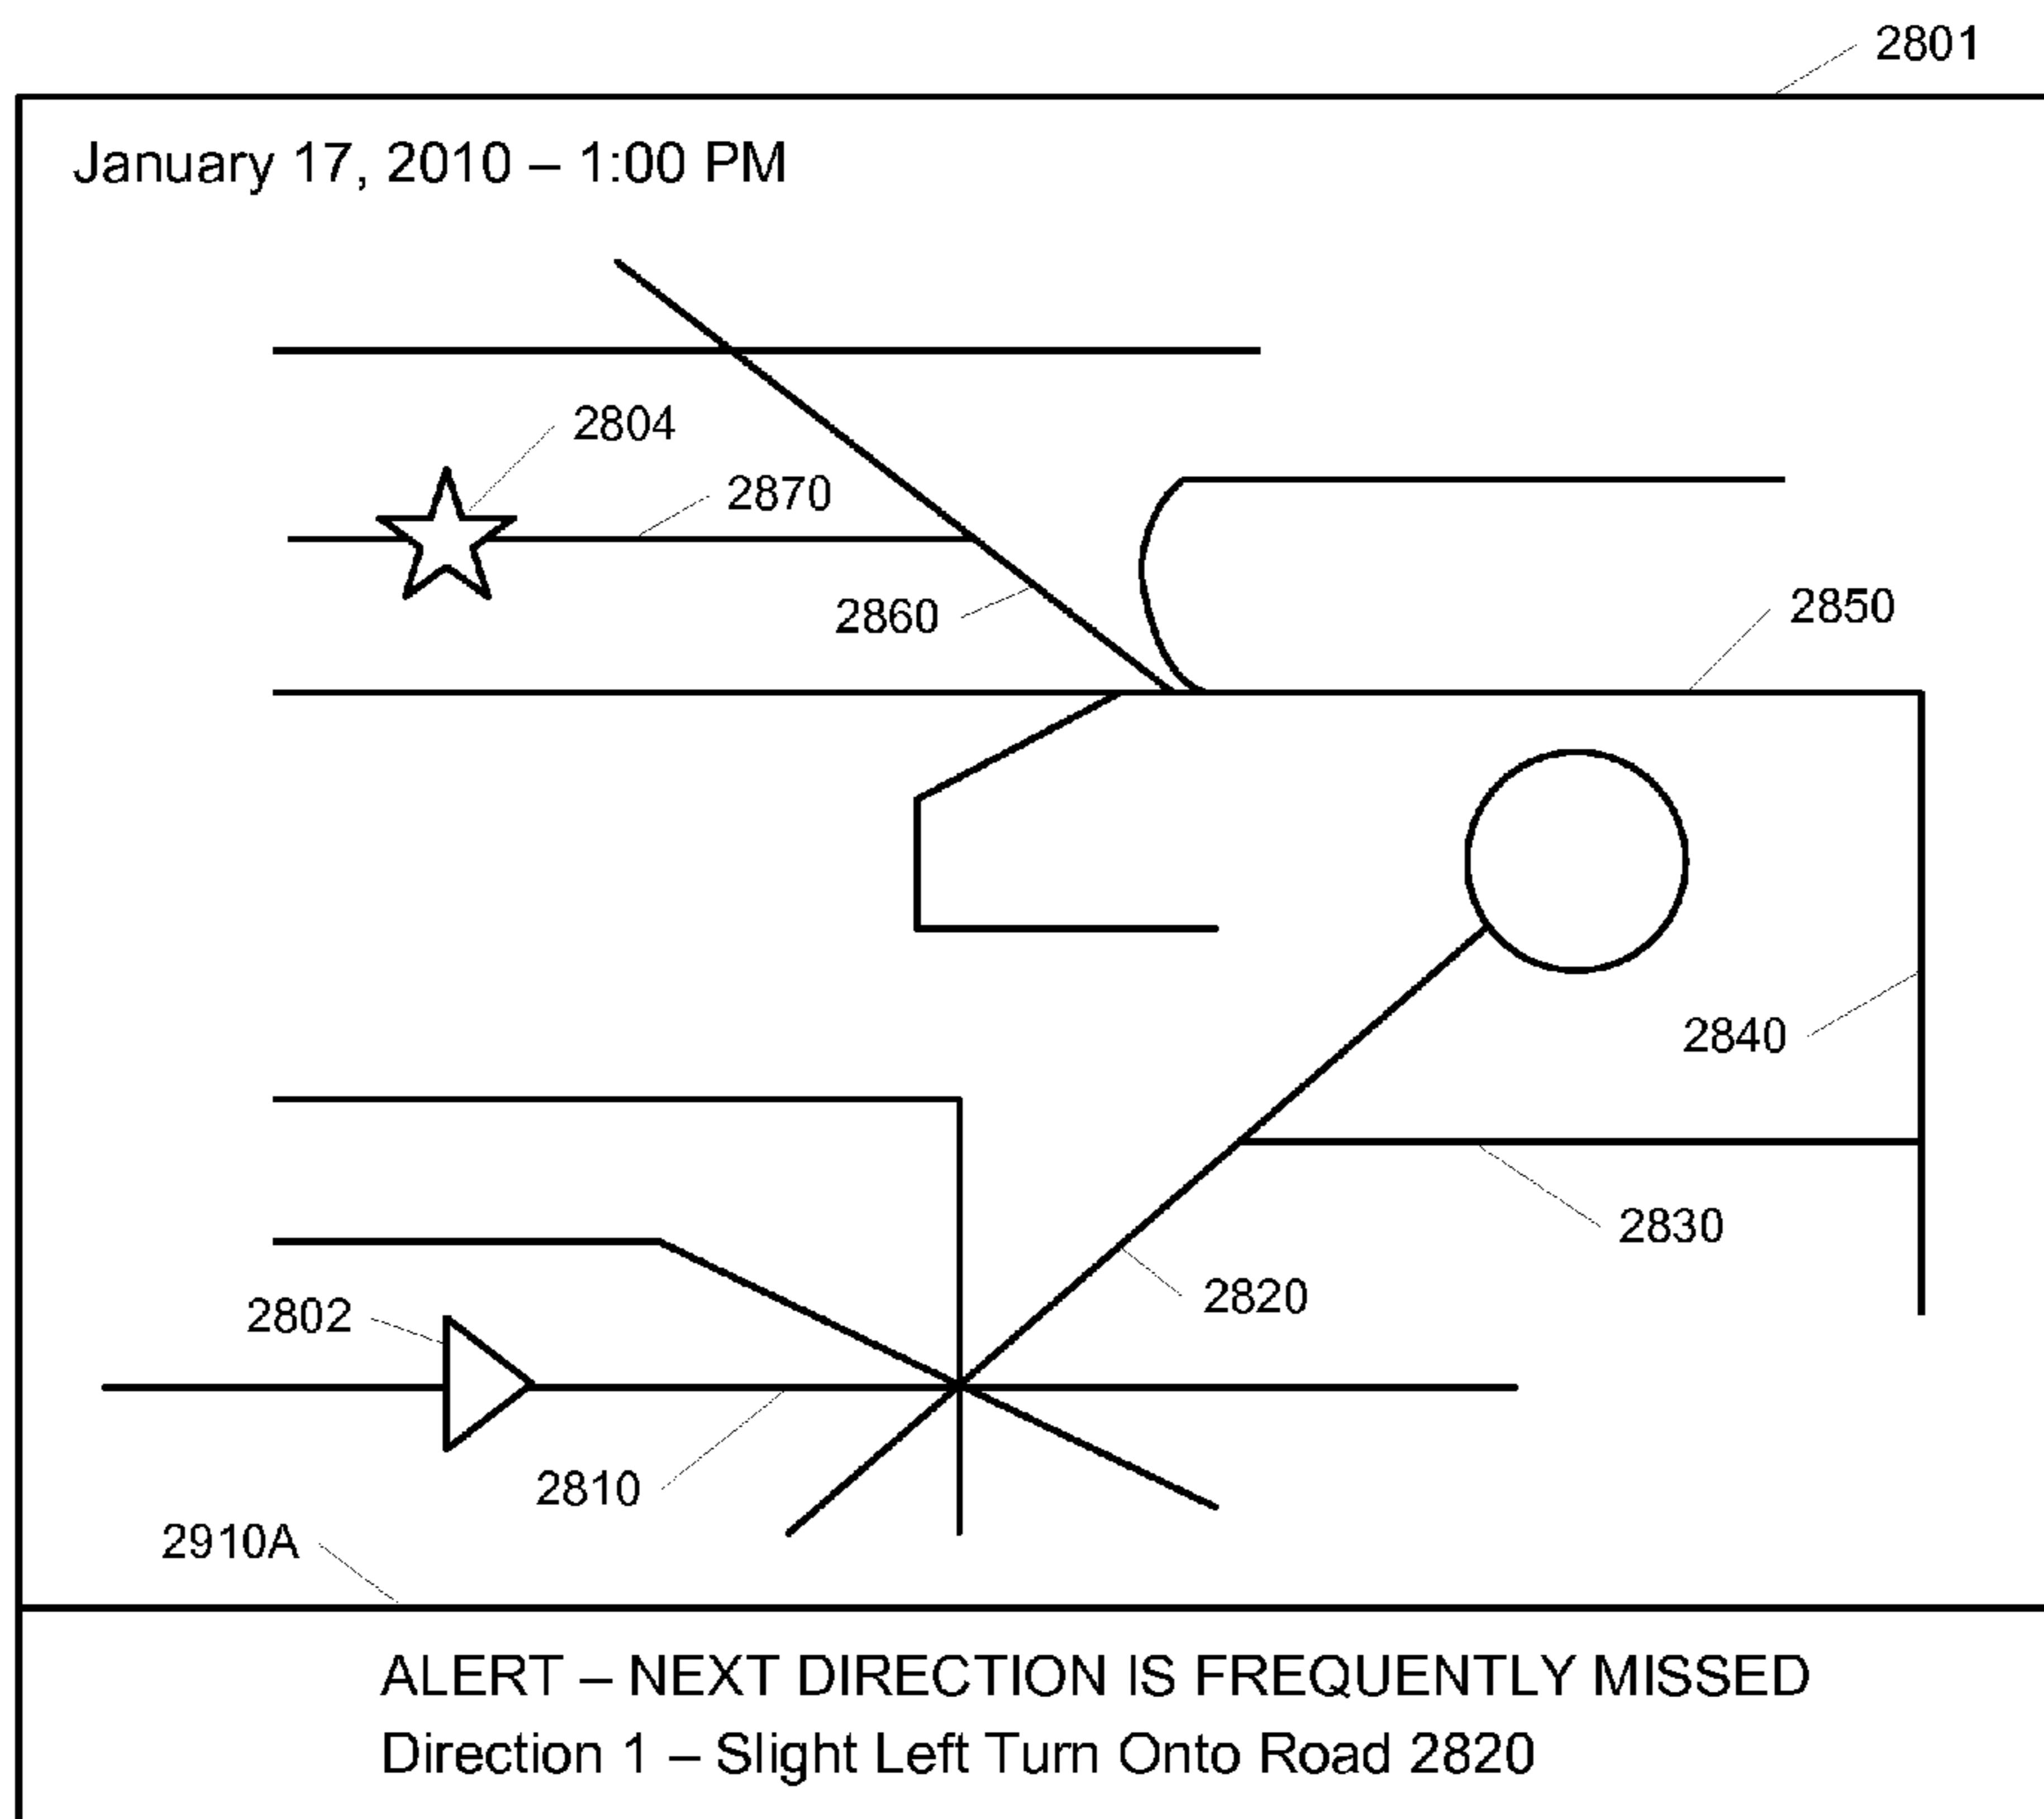 2801
January 17, 2010 – 1:00 PM
2804
2870
2860
2850
2840
2830
2820
2802
2810
2910A
ALERT – NEXT DIRECTION IS FREQUENTLY MISSED
Direction 1 – Slight Left Turn Onto Road 2820